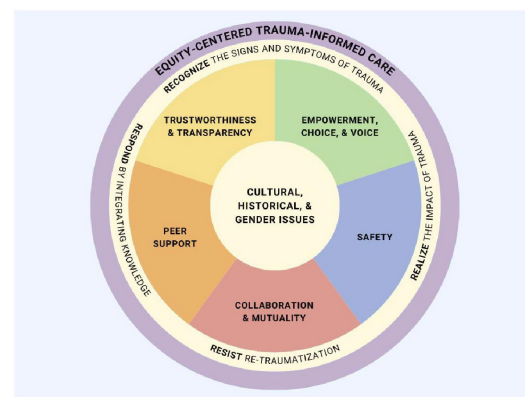 EQUITY-CENTERED TRAUMA-INFORMED CARE
RECOGNIZE THE SIGNS AND SYMPTOMS OF TRAUMA
TRUSTWORTHINESS
& TRANSPARENCY
EMPOWERMENT,
CHOICE, & VOICE
RESPOND BY INTEGRATING KNOWLEDGE
REALIZE THE IMPACT OF TRAUMA
CULTURAL,
HISTORICAL, &
GENDER ISSUES
PEER
SUPPORT
SAFETY
COLLABORATION
& MUTUALITY
RESIST RE-TRAUMATIZATION